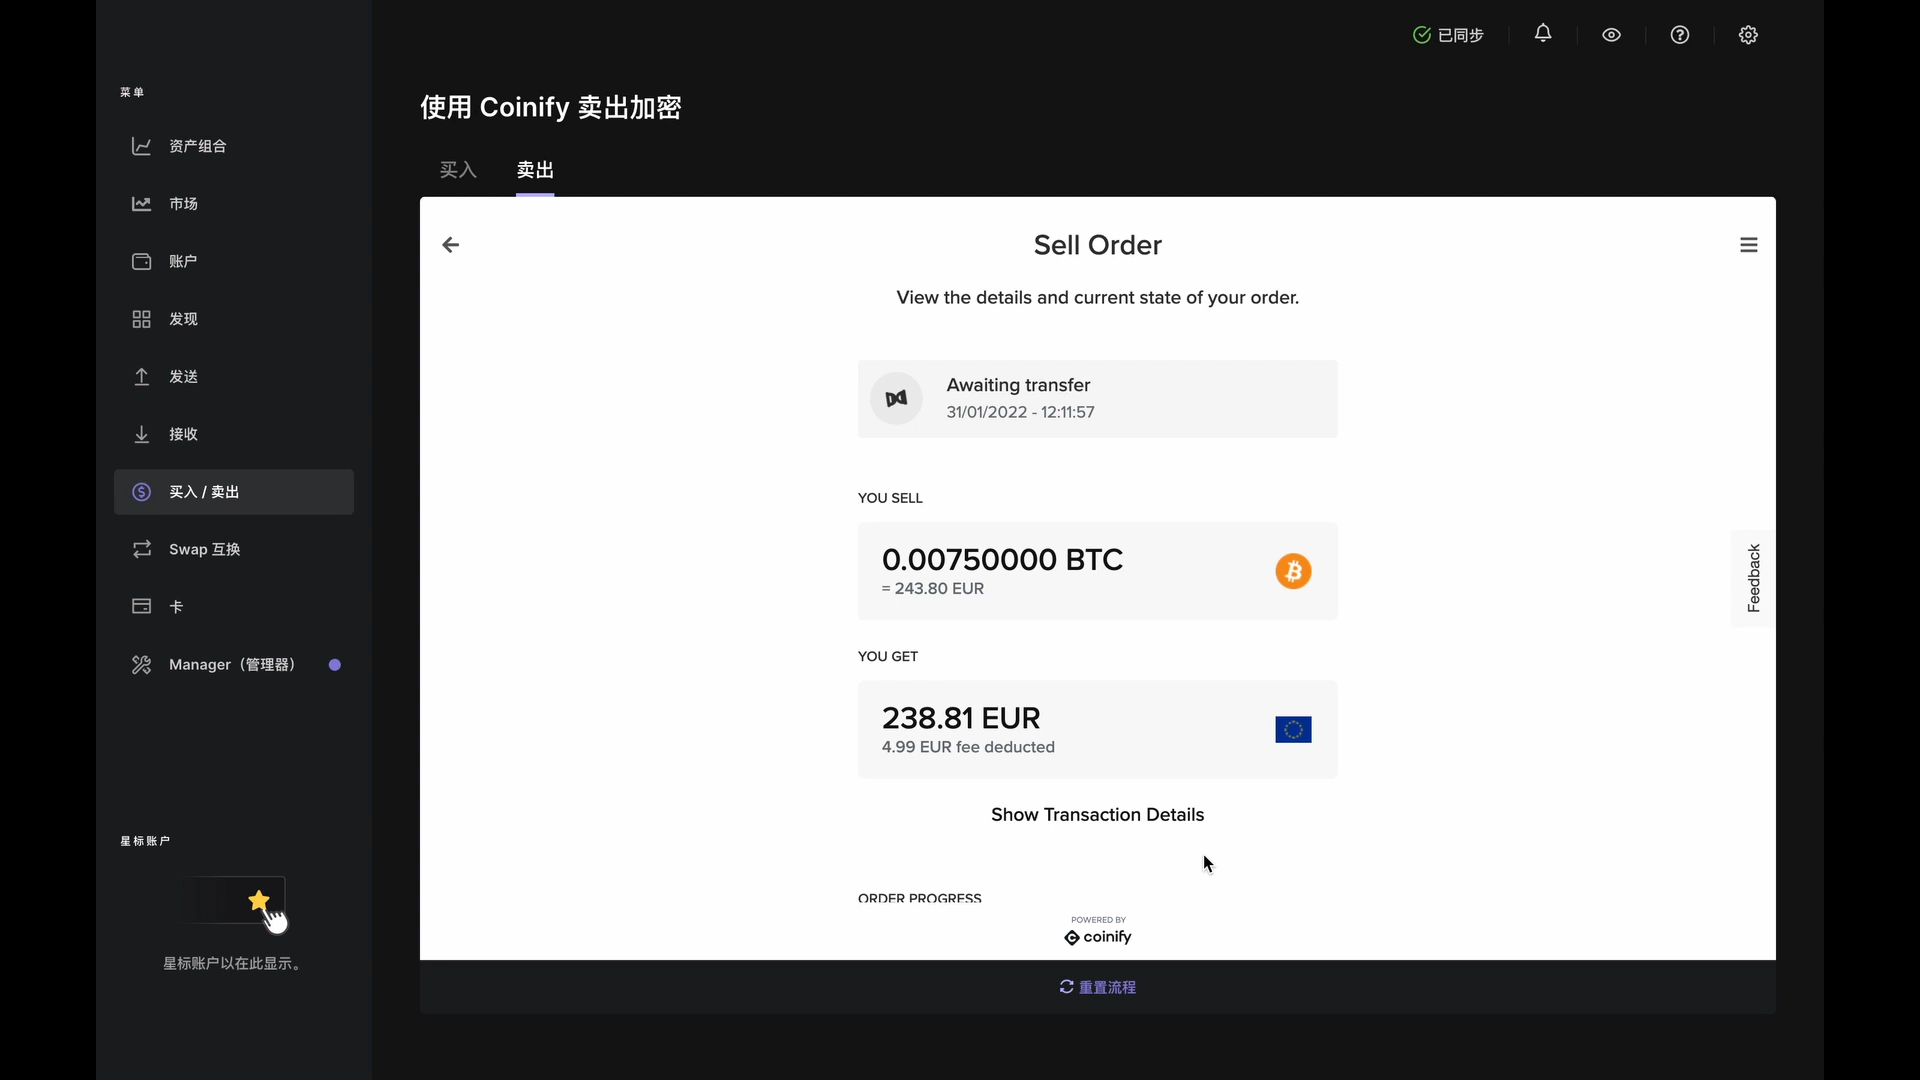 已同步
菜单
资产组合
市场
账户
发现
发送
接收
买入 / 卖出
Swap 互换
卡
Manager（管理器）
星标账户
星标账户以在此显示。
使用 Coinify 卖出加密
买入
卖出
Sell Order
View the details and current state of your order.
Awaiting transfer
31/01/2022 - 12:11:57
YOU SELL
0.00750000 BTC
= 243.80 EUR
YOU GET
238.81 EUR
4.99 EUR fee deducted
Show Transaction Details
ORDER PROGRESS
POWERED BY
coinify
Feedback
重置流程